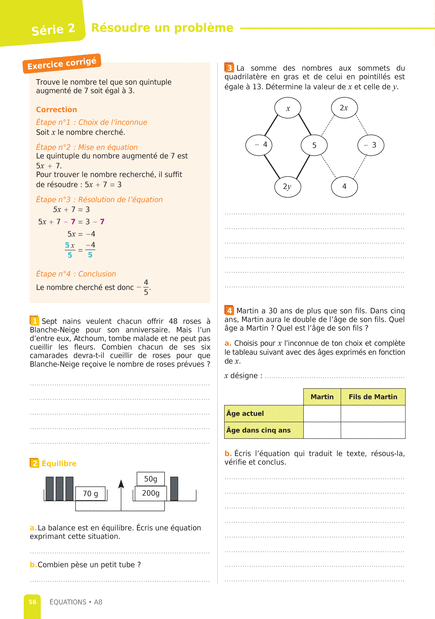 Série 2
Résoudre un problème
Exercice corrigé
Trouve le nombre tel que son quintuple
augmenté de 7 soit égal à 3.
Correction
Étape n°1 : Choix de l'inconnue
Soit x le nombre cherché.
Étape n°2 : Mise en équation
Le quintuple du nombre augmenté de 7 est
5x + 7.
Pour trouver le nombre recherché, il suffit
de résoudre : 5x + 7 = 3
Étape n°3 : Résolution de l'équation
5x + 7 = 3
5x + 7 − 7 = 3 − 7
5x = −4
5x/5 = −4/5
Étape n°4 : Conclusion
Le nombre cherché est donc − 4/5.
1 Sept nains veulent chacun offrir 48 roses à
Blanche-Neige pour son anniversaire. Mais l'un
d'entre eux, Atchoum, tombe malade et ne peut pas
cueillir les fleurs. Combien chacun de ses six
camarades devra-t-il cueillir de roses pour que
Blanche-Neige reçoive le nombre de roses prévues ?
2 Équilibre
50g
70 g
200g
a. La balance est en équilibre. Écris une équation
exprimant cette situation.
b. Combien pèse un petit tube ?
3 La somme des nombres aux sommets du
quadrilatère en gras et de celui en pointillés est
égale à 13. Détermine la valeur de x et celle de y.
x
2x
− 4
5
− 3
2y
4
4 Martin a 30 ans de plus que son fils. Dans cinq
ans, Martin aura le double de l'âge de son fils. Quel
âge a Martin ? Quel est l'âge de son fils ?
a. Choisis pour x l'inconnue de ton choix et complète
le tableau suivant avec des âges exprimés en fonction
de x.
x désigne :
Martin
Fils de Martin
Âge actuel
Âge dans cinq ans
b. Écris l'équation qui traduit le texte, résous-la,
vérifie et conclus.
56
ÉQUATIONS • A8